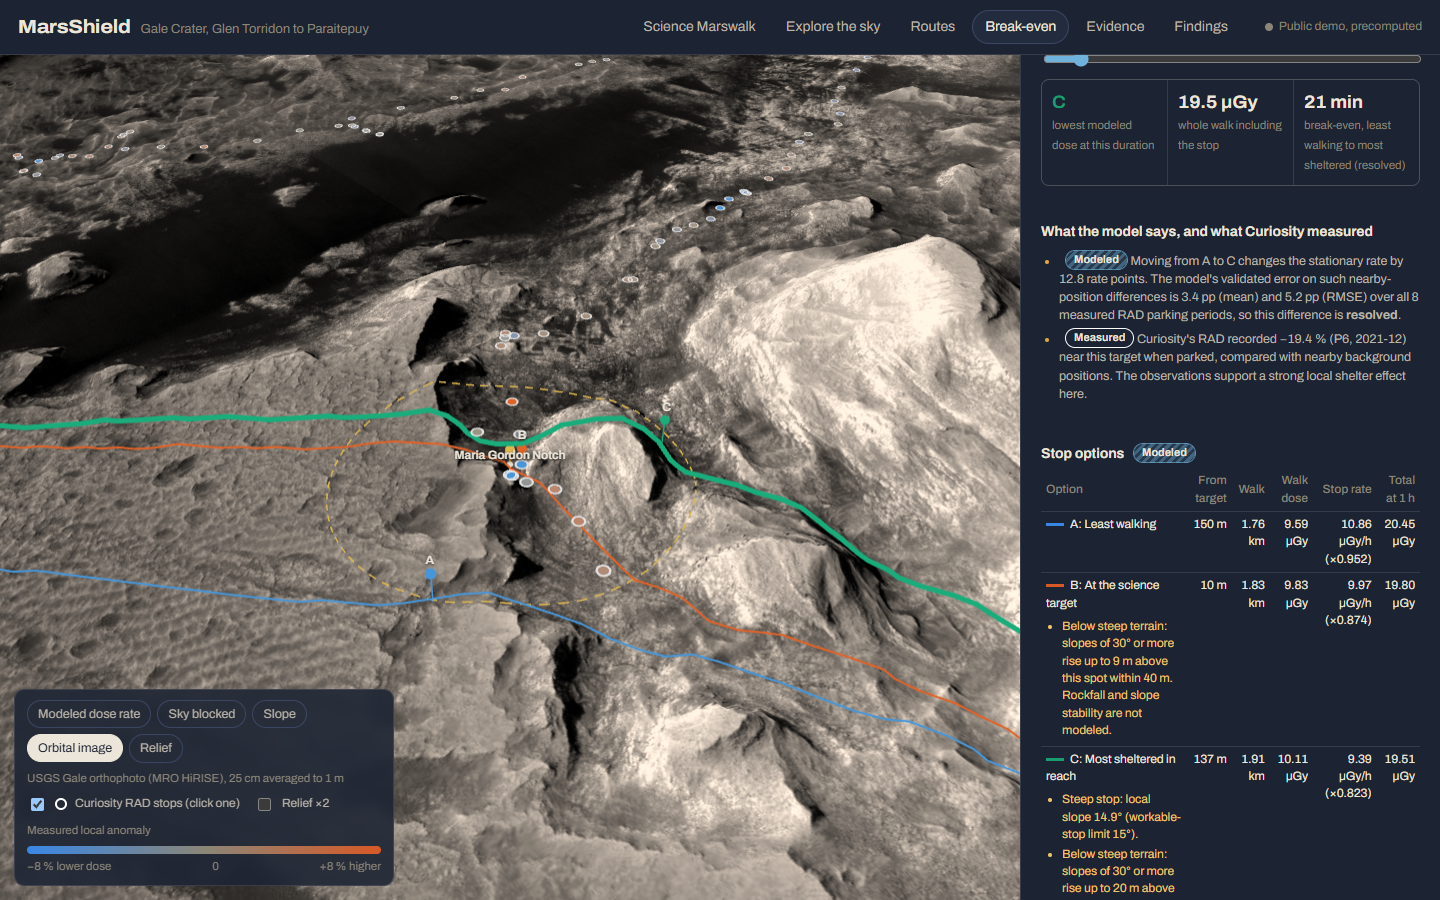 MarsShield Gale Crater, Glen Torridon to Paraitepuy
Science Marswalk Explore the sky Routes Break-even Evidence Findings Public demo, precomputed
C
lowest modeled
dose at this duration
19.5 µGy
whole walk including
the stop
21 min
break-even, least
walking to most
sheltered (resolved)
What the model says, and what Curiosity measured
Modeled Moving from A to C changes the stationary rate by
12.8 rate points. The model's validated error on such nearby-
position differences is 3.4 pp (mean) and 5.2 pp (RMSE) over all 8
measured RAD parking periods, so this difference is resolved.
Measured Curiosity's RAD recorded −19.4 % (P6, 2021-12)
near this target when parked, compared with nearby background
positions. The observations support a strong local shelter effect
here.
Stop options Modeled
Option From target Walk Walk dose Stop rate Total at 1 h
A: Least walking 150 m 1.76 km 9.59 µGy 10.86 µGy/h (×0.952) 20.45 µGy
B: At the science target 10 m 1.83 km 9.83 µGy 9.97 µGy/h (×0.874) 19.80 µGy
Below steep terrain:
slopes of 30° or more
rise up to 9 m above
this spot within 40 m.
Rockfall and slope
stability are not
modeled.
C: Most sheltered in reach 137 m 1.91 km 10.11 µGy 9.39 µGy/h (×0.823) 19.51 µGy
Steep stop: local
slope 14.9° (workable-
stop limit 15°).
Below steep terrain:
slopes of 30° or more
rise up to 20 m above
C
B
Maria Gordon Notch
A
Modeled dose rate Sky blocked Slope
Orbital image Relief
USGS Gale orthophoto (MRO HiRISE), 25 cm averaged to 1 m
Curiosity RAD stops (click one) Relief ×2
Measured local anomaly
−8 % lower dose 0 +8 % higher